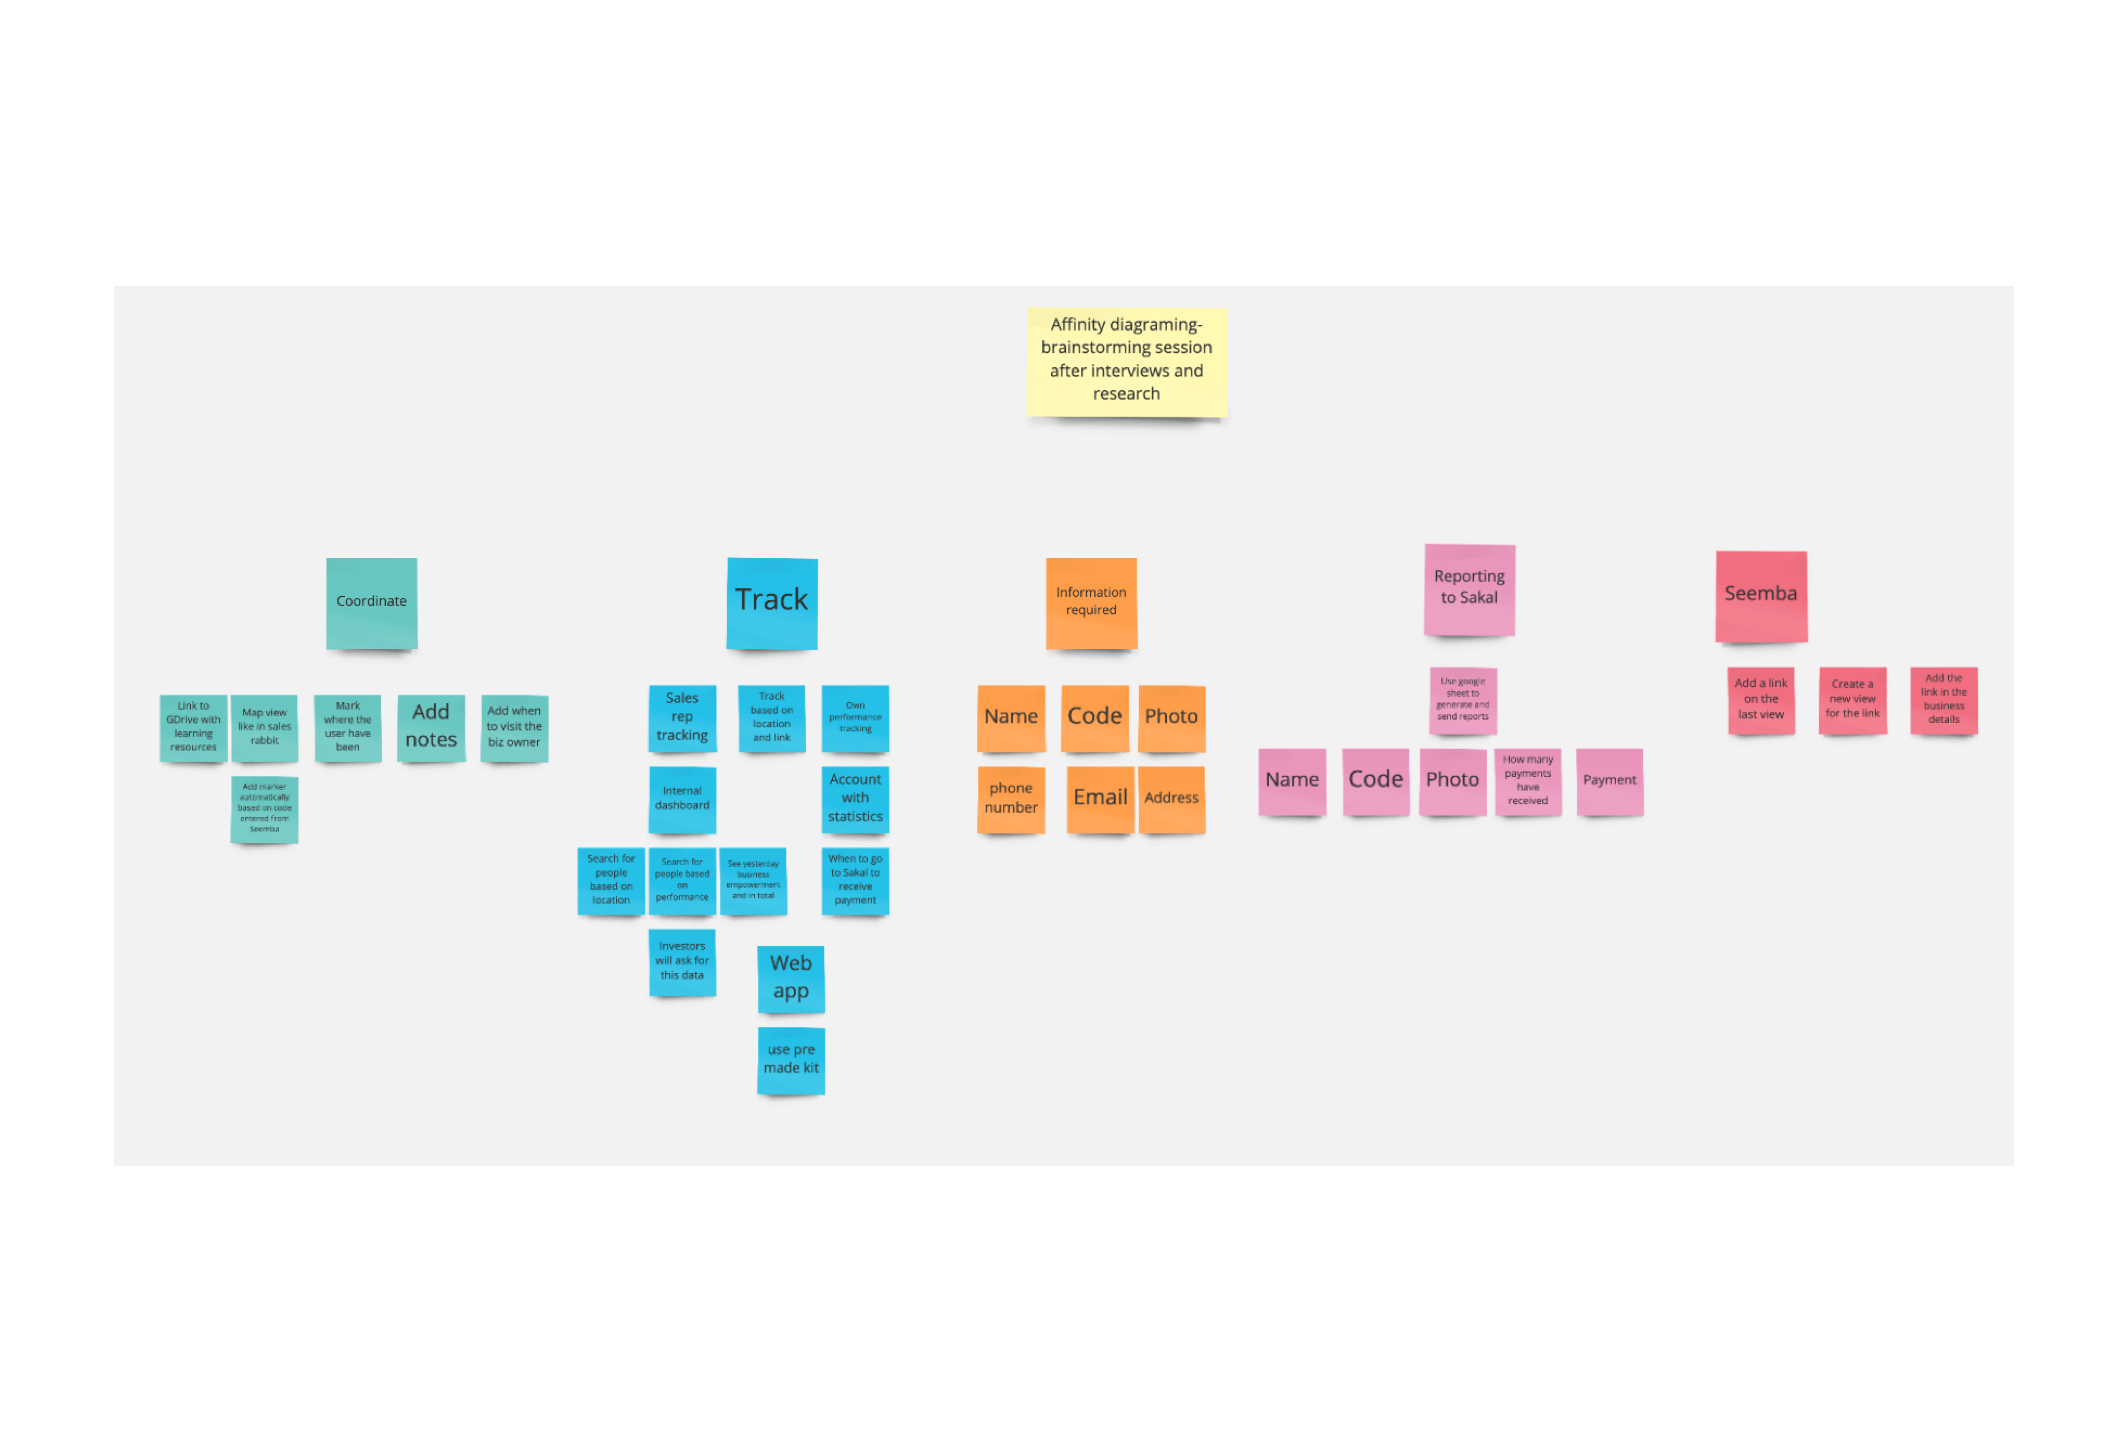 Affinity diagraming-
brainstorming session
after interviews and
research
Coordinate
Link to
GDrive with
learning
resources
Map view
like in sales
rabbit
Mark
where the
user have
been
Add
notes
Add when
to visit the
biz owner
Add marker
automatically
based on code
entered from
Seemba
Track
Sales
rep
tracking
Track
based on
location
and link
Own
performance
tracking
Internal
dashboard
Account
with
statistics
Search for
people
based on
location
Search for
people based
on
performance
See yesterday
business
empowerment
and in total
When to go
to Sakal to
receive
payment
Investors
will ask for
this data
Web
app
use pre
made kit
Information
required
Name
Code
Photo
phone
number
Email
Address
Reporting
to Sakal
Use google
sheet to
generate and
send reports
Name
Code
Photo
How many
payments
have
received
Payment
Seemba
Add a link
on the
last view
Create a
new view
for the link
Add the
link in the
business
details